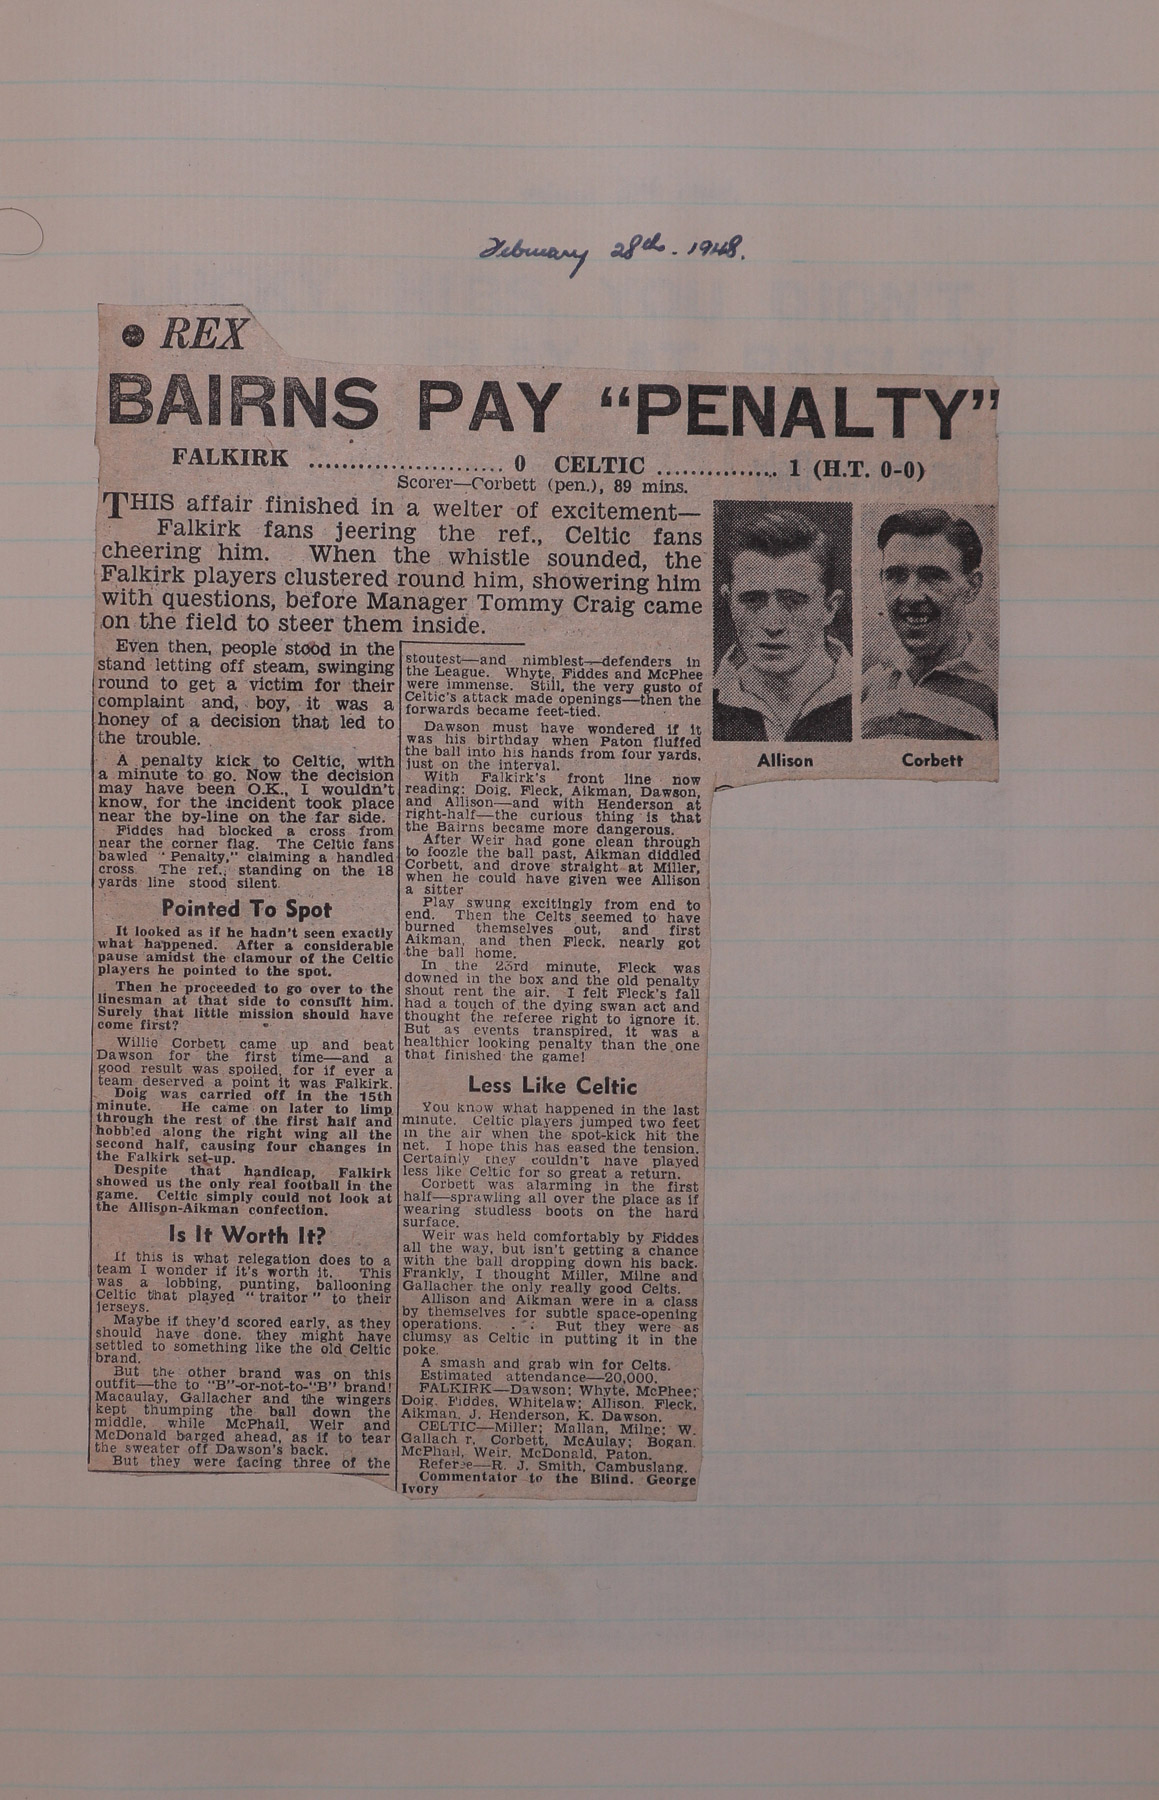 February 28th. 1948.
● REX
BAIRNS PAY “PENALTY”
FALKIRK ........................ 0 CELTIC ............... 1 (H.T. 0-0)
Scorer—Corbett (pen.), 89 mins.
THIS affair finished in a welter of excitement—
Falkirk fans jeering the ref., Celtic fans
cheering him. When the whistle sounded, the
Falkirk players clustered round him, showering him
with questions, before Manager Tommy Craig came
on the field to steer them inside.
Even then, people stood in the
stand letting off steam, swinging
round to get a victim for their
complaint and, boy, it was a
honey of a decision that led to
the trouble.
A penalty kick to Celtic, with
a minute to go. Now the decision
may have been O.K., I wouldn't
know, for the incident took place
near the by-line on the far side.
Fiddes had blocked a cross from
near the corner flag. The Celtic fans
bawled “Penalty,” claiming a handled
cross. The ref., standing on the 18
yards line stood silent.
Pointed To Spot
It looked as if he hadn't seen exactly
what happened. After a considerable
pause amidst the clamour of the Celtic
players he pointed to the spot.
Then he proceeded to go over to the
linesman at that side to consult him.
Surely that little mission should have
come first?
Willie Corbett came up and beat
Dawson for the first time—and a
good result was spoiled, for if ever a
team deserved a point it was Falkirk.
Doig was carried off in the 15th
minute. He came on later to limp
through the rest of the first half and
hobbled along the right wing all the
second half, causing four changes in
the Falkirk set-up.
Despite that handicap, Falkirk
showed us the only real football in the
game. Celtic simply could not look at
the Allison-Aikman confection.
Is It Worth It?
If this is what relegation does to a
team I wonder if it's worth it. This
was a lobbing, punting, ballooning
Celtic that played “traitor” to their
jerseys.
Maybe if they'd scored early, as they
should have done, they might have
settled to something like the old Celtic
brand.
But the other brand was on this
outfit—the to “B”-or-not-to-“B” brand!
Macaulay, Gallacher and the wingers
kept thumping the ball down the
middle, while McPhail, Weir and
McDonald barged ahead, as if to tear
the sweater off Dawson's back.
But they were facing three of the
stoutest—and nimblest—defenders in
the League. Whyte, Fiddes and McPhee
were immense. Still, the very gusto of
Celtic's attack made openings—then the
forwards became feet-tied.
Dawson must have wondered if it
was his birthday when Paton fluffed
the ball into his hands from four yards,
just on the interval.
With Falkirk's front line now
reading: Doig, Fleck, Aikman, Dawson,
and Allison—and with Henderson at
right-half—the curious thing is that
the Bairns became more dangerous.
After Weir had gone clean through
to foozle the ball past, Aikman diddled
Corbett, and drove straight at Miller,
when he could have given wee Allison
a sitter
Play swung excitingly from end to
end. Then the Celts seemed to have
burned themselves out, and first
Aikman, and then Fleck, nearly got
the ball home.
In the 23rd minute, Fleck was
downed in the box and the old penalty
shout rent the air. I felt Fleck's fall
had a touch of the dying swan act and
thought the referee right to ignore it.
But as events transpired, it was a
healthier looking penalty than the one
that finished the game!
Less Like Celtic
You know what happened in the last
minute. Celtic players jumped two feet
in the air when the spot-kick hit the
net. I hope this has eased the tension.
Certainly they couldn't have played
less like Celtic for so great a return.
Corbett was alarming in the first
half—sprawling all over the place as if
wearing studless boots on the hard
surface.
Weir was held comfortably by Fiddes
all the way, but isn't getting a chance
with the ball dropping down his back.
Frankly, I thought Miller, Milne and
Gallacher the only really good Celts.
Allison and Aikman were in a class
by themselves for subtle space-opening
operations. . . . But they were as
clumsy as Celtic in putting it in the
poke.
A smash and grab win for Celts.
Estimated attendance—20,000.
FALKIRK—Dawson; Whyte, McPhee;
Doig, Fiddes, Whitelaw; Allison, Fleck,
Aikman, J. Henderson, K. Dawson.
CELTIC—Miller; Mallan, Milne; W.
Gallach r, Corbett, McAulay; Bogan,
McPhail, Weir, McDonald, Paton.
Referee—R. J. Smith, Cambuslang.
Commentator to the Blind, George
Ivory
Allison
Corbett